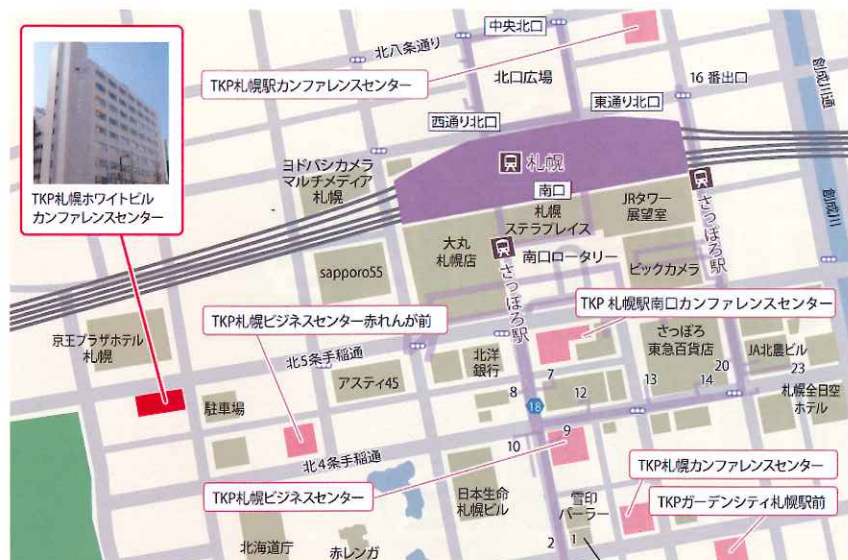 中央北口
北八条通り
TKP札幌駅カンファレンスセンター
北口広場
16番出口
創成川通
東通り北口
西通り北口
TKP札幌ホワイトビル
カンファレンスセンター
ヨドバシカメラ
マルチメディア
札幌
札幌
南口
札幌
ステラプレイス
JRタワー
展望室
さっぽろ駅
創成川
大丸
札幌店
南口ロータリー
sapporo55
さっぽろ駅
ビックカメラ
TKP 札幌駅南口カンファレンスセンター
TKP札幌ビジネスセンター赤れんが前
京王プラザホテル
札幌
北5条手稲通
北洋
銀行
さっぽろ
東急百貨店
JA北農ビル
アスティ45
7
8
12
13
14
20
23
18
駐車場
札幌全日空
ホテル
9
10
北4条手稲通
TKP札幌ビジネスセンター
TKP札幌カンファレンスセンター
TKPガーデンシティ札幌駅前
日本生命
札幌ビル
雪印
パーラー
北海道庁
赤レンガ
2
1